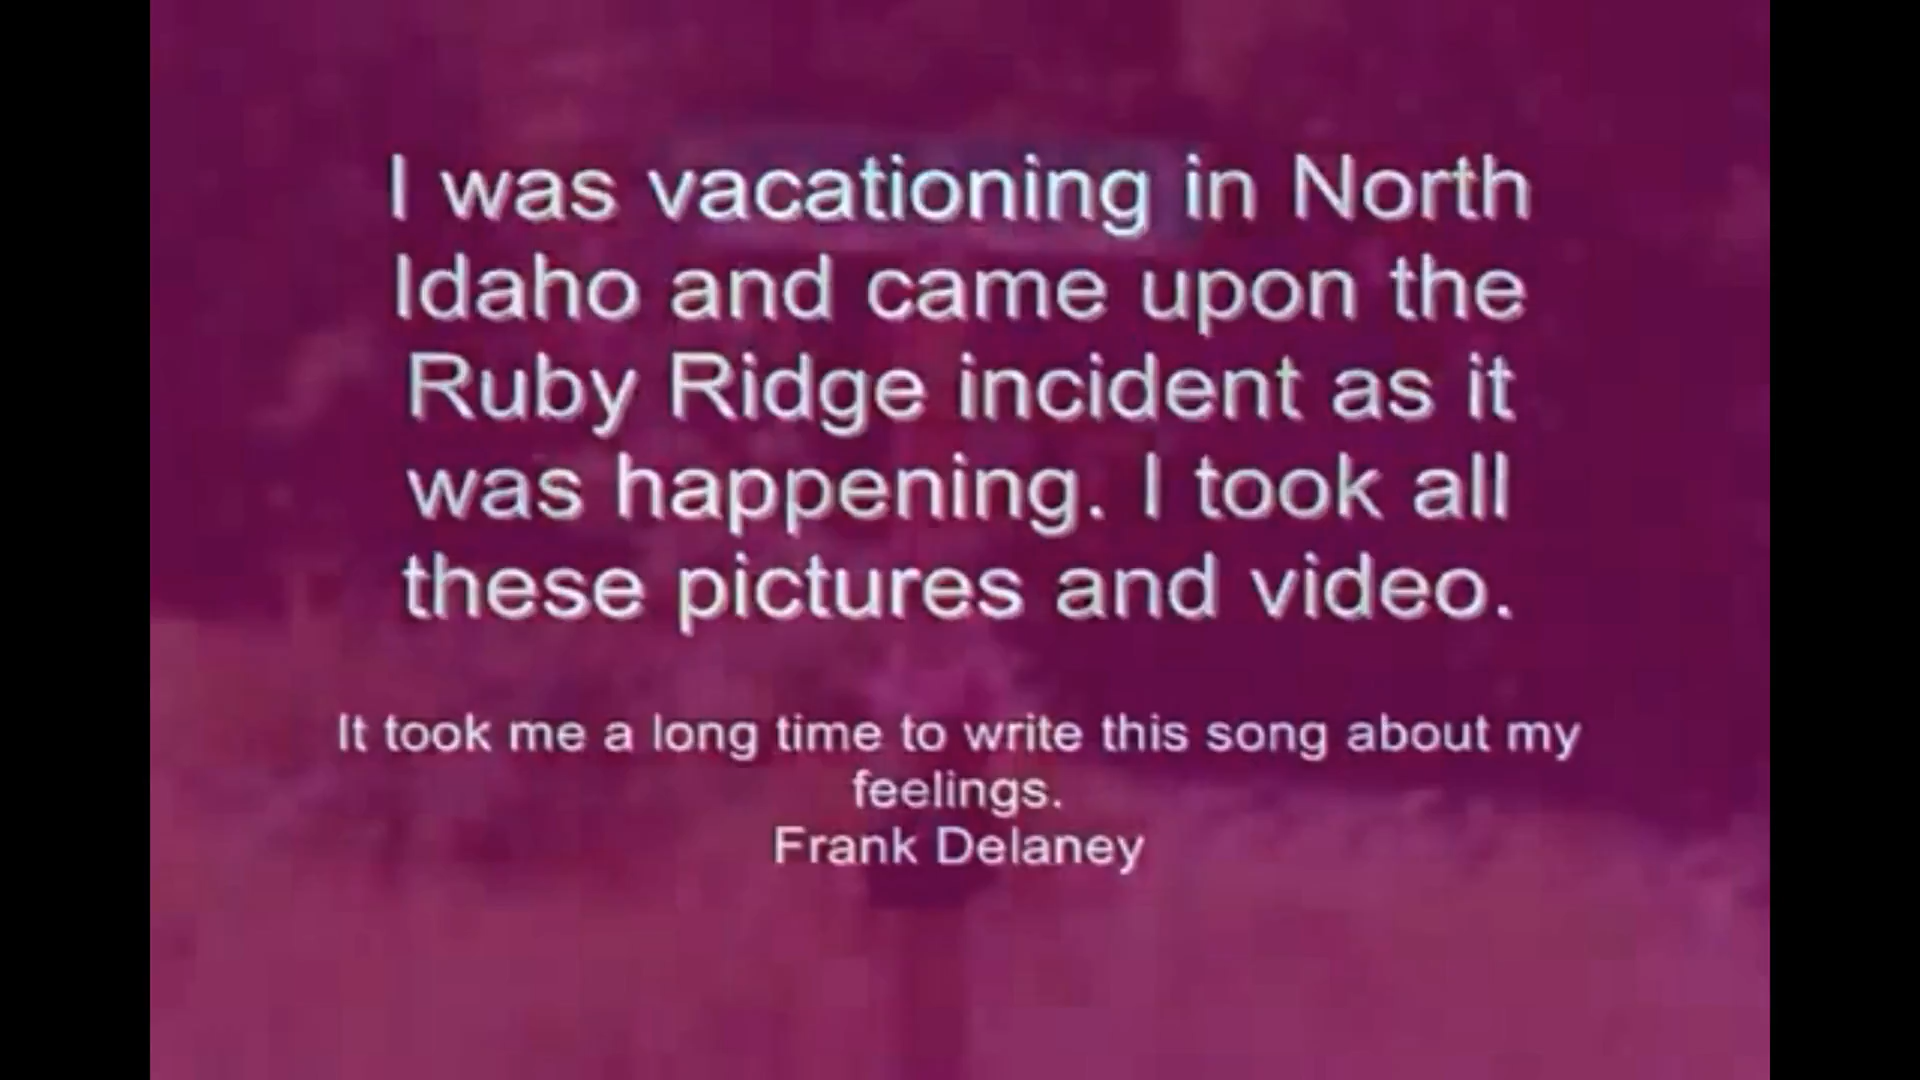 I was vacationing in North
Idaho and came upon the
Ruby Ridge incident as it
was happening. I took all
these pictures and video.
It took me a long time to write this song about my
feelings.
Frank Delaney